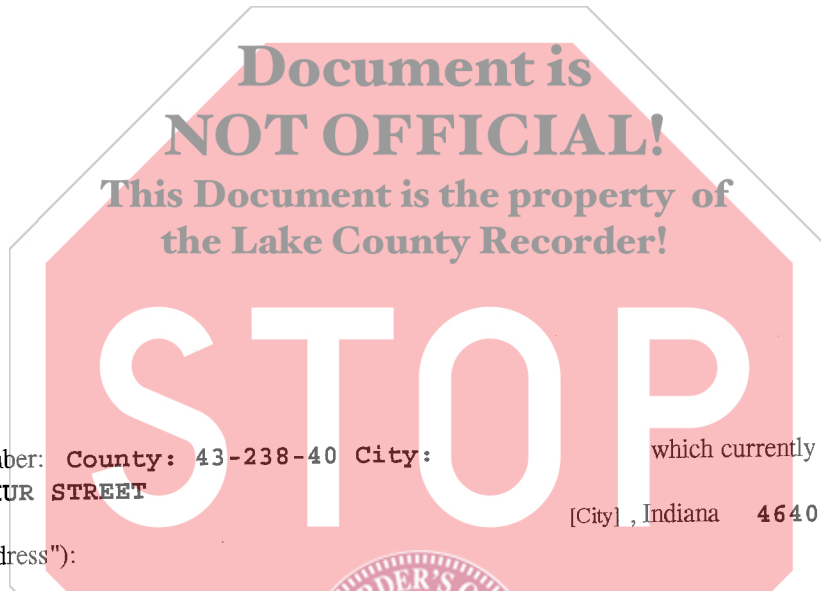 Document is
NOT OFFICIAL!
This Document is the property of
the Lake County Recorder!
STOP
ber: County: 43-238-40 City: which currently
UR STREET
[City] , Indiana 4640
dress"):
DER'S O